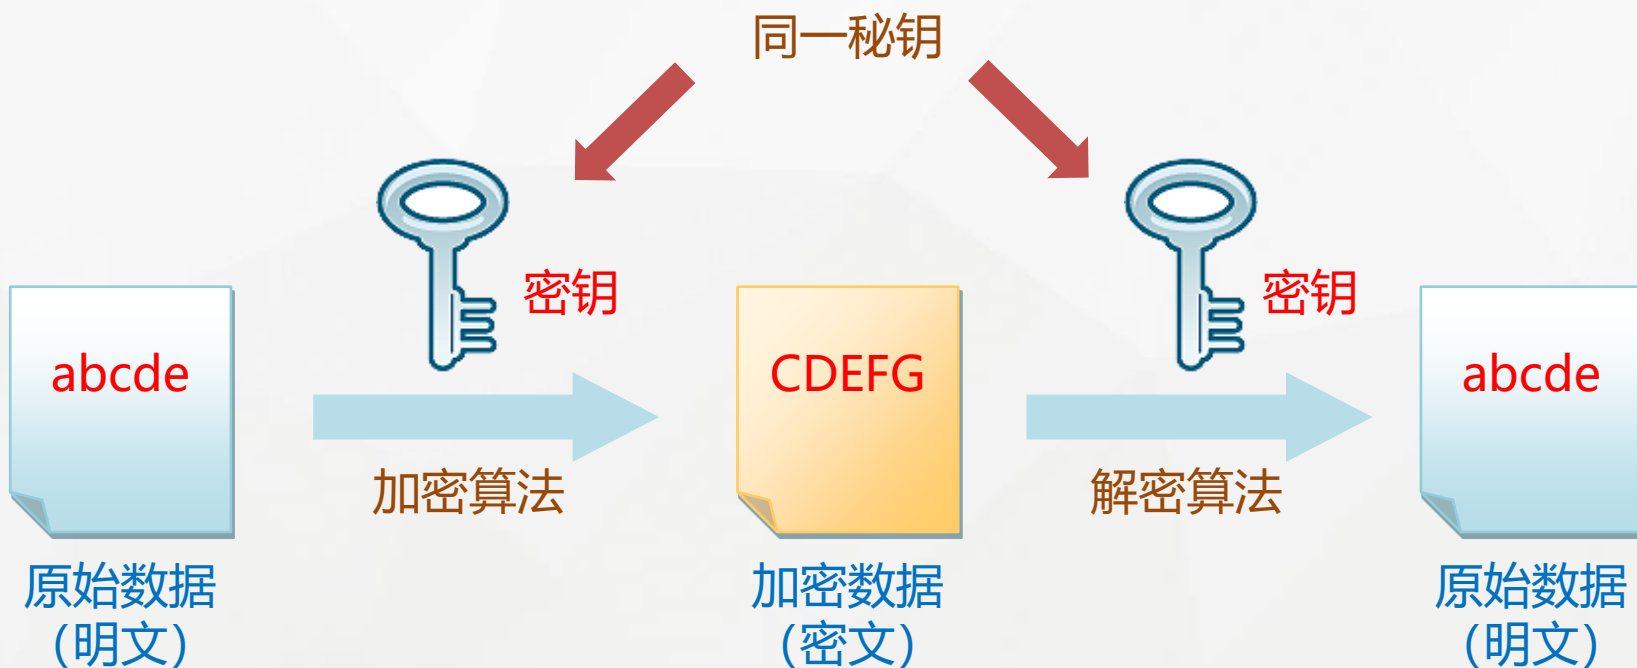 同一秘钥
密钥
密钥
abcde
CDEFG
abcde
加密算法
解密算法
原始数据
（明文）
加密数据
（密文）
原始数据
（明文）